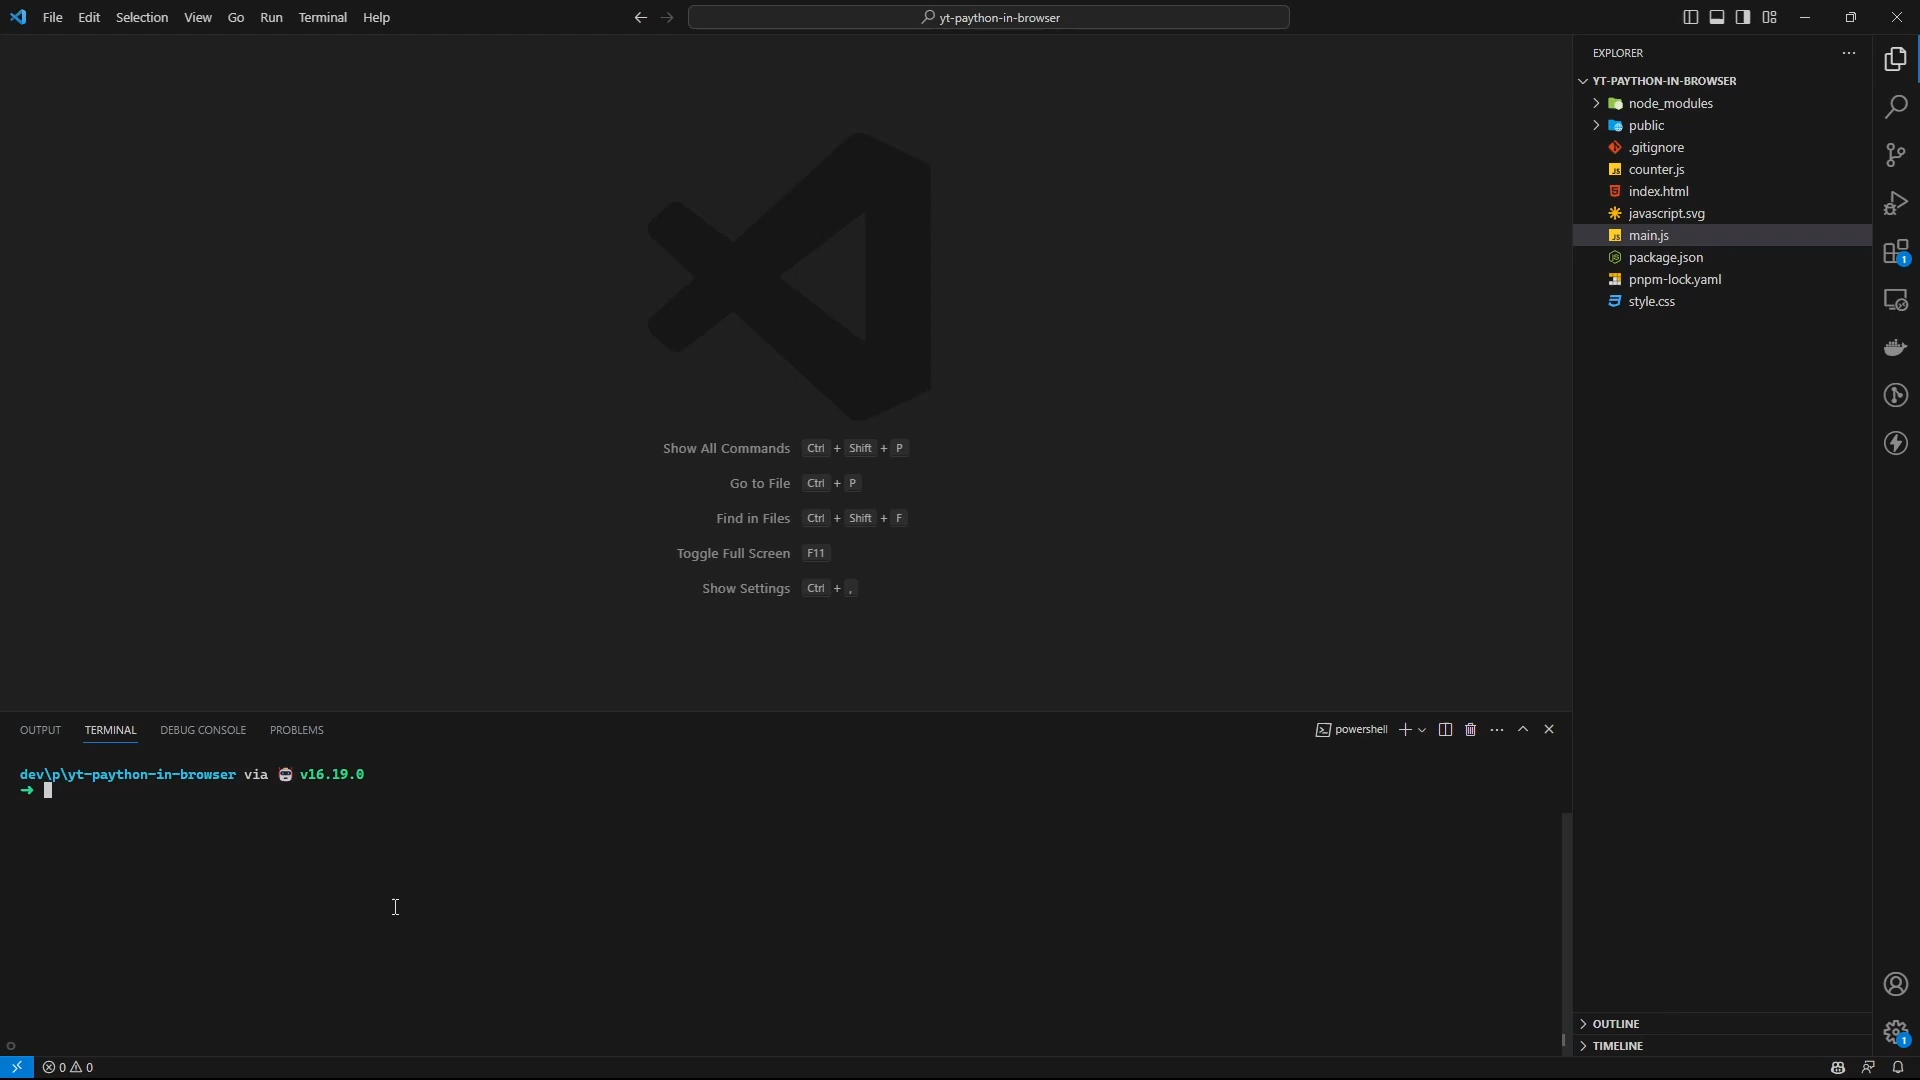 File Edit Selection View Go Run Terminal Help
yt-paython-in-browser
EXPLORER
YT-PAYTHON-IN-BROWSER
node_modules
public
.gitignore
counter.js
index.html
javascript.svg
main.js
package.json
pnpm-lock.yaml
style.css
Show All Commands Ctrl + Shift + P
Go to File Ctrl + P
Find in Files Ctrl + Shift + F
Toggle Full Screen F11
Show Settings Ctrl + ,
OUTPUT TERMINAL DEBUG CONSOLE PROBLEMS
powershell
dev\p\yt-paython-in-browser via v16.19.0
➜
OUTLINE
TIMELINE
0 0
1
1